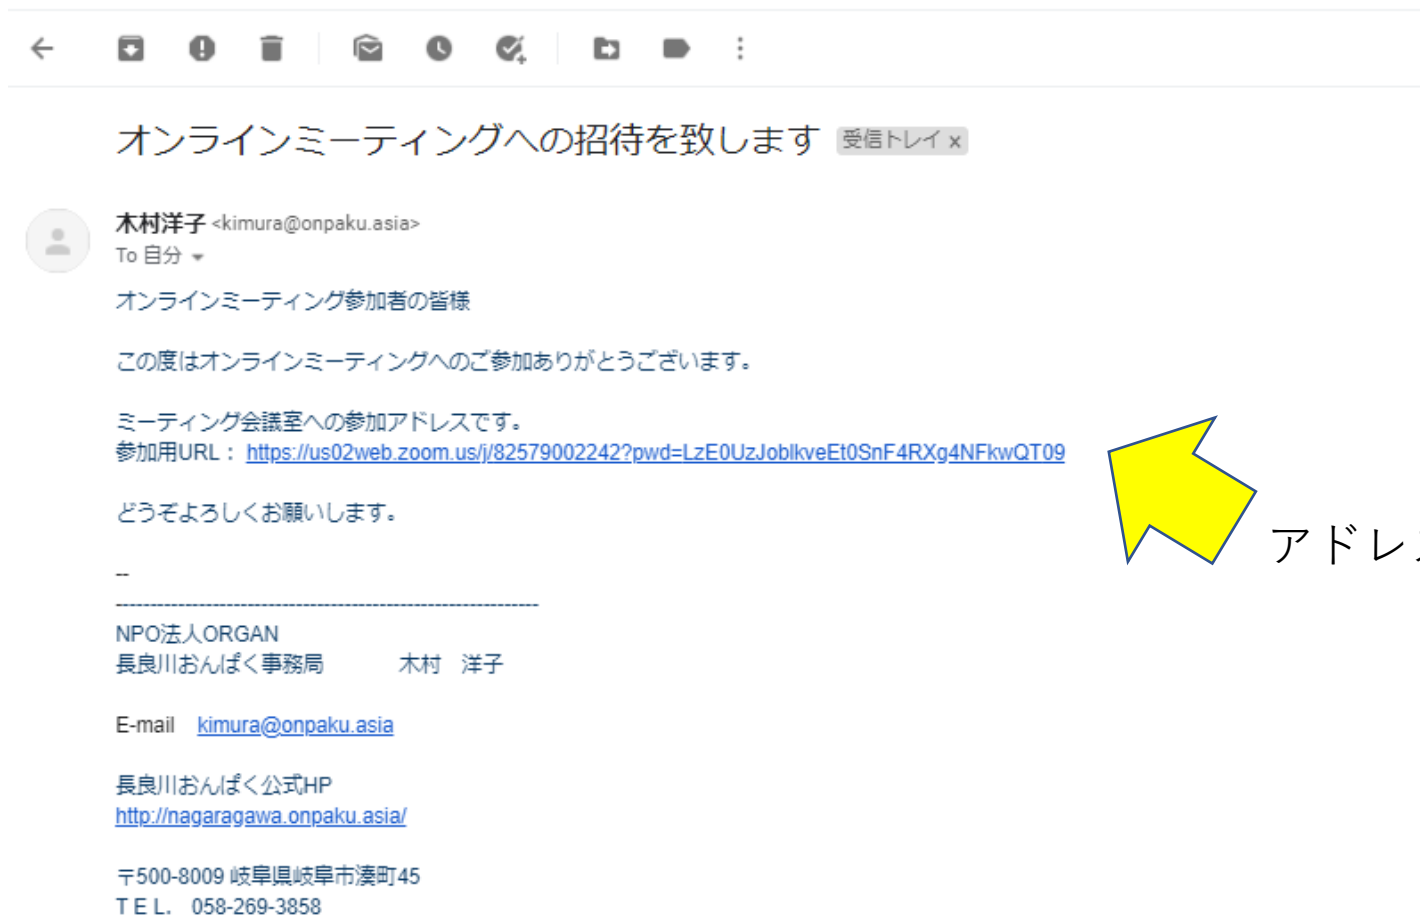 オンラインミーティングへの招待を致します 受信トレイ x
木村洋子 <kimura@onpaku.asia>
To 自分
オンラインミーティング参加者の皆様
この度はオンラインミーティングへのご参加ありがとうございます。
ミーティング会議室への参加アドレスです。
参加用URL： https://us02web.zoom.us/j/82579002242?pwd=LzE0UzJoblkveEt0SnF4RXg4NFkwQT09
どうぞよろしくお願いします。
アドレ
--
-------------------------------------------------------------
NPO法人ORGAN
長良川おんぱく事務局　　　木村　洋子
E-mail　kimura@onpaku.asia
長良川おんぱく公式HP
http://nagaragawa.onpaku.asia/
〒500-8009 岐阜県岐阜市湊町45
ＴＥＬ． 058-269-3858